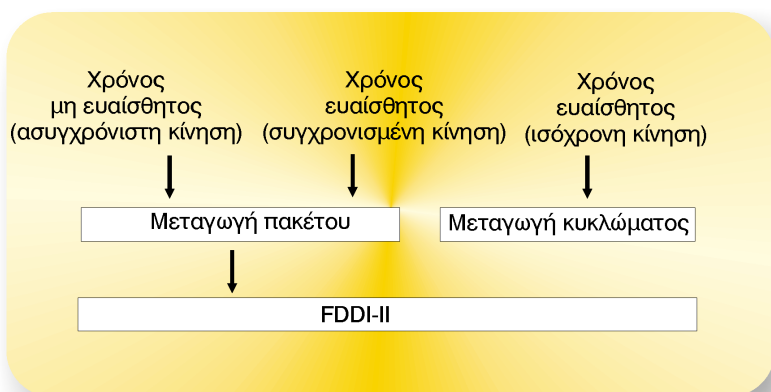 Χρόνος
μη ευαίσθητος
(ασυγχρόνιστη κίνηση)
Χρόνος
ευαίσθητος
(συγχρονισμένη κίνηση)
Χρόνος
ευαίσθητος
(ισόχρονη κίνηση)
Μεταγωγή πακέτου
Μεταγωγή κυκλώματος
FDDI-II